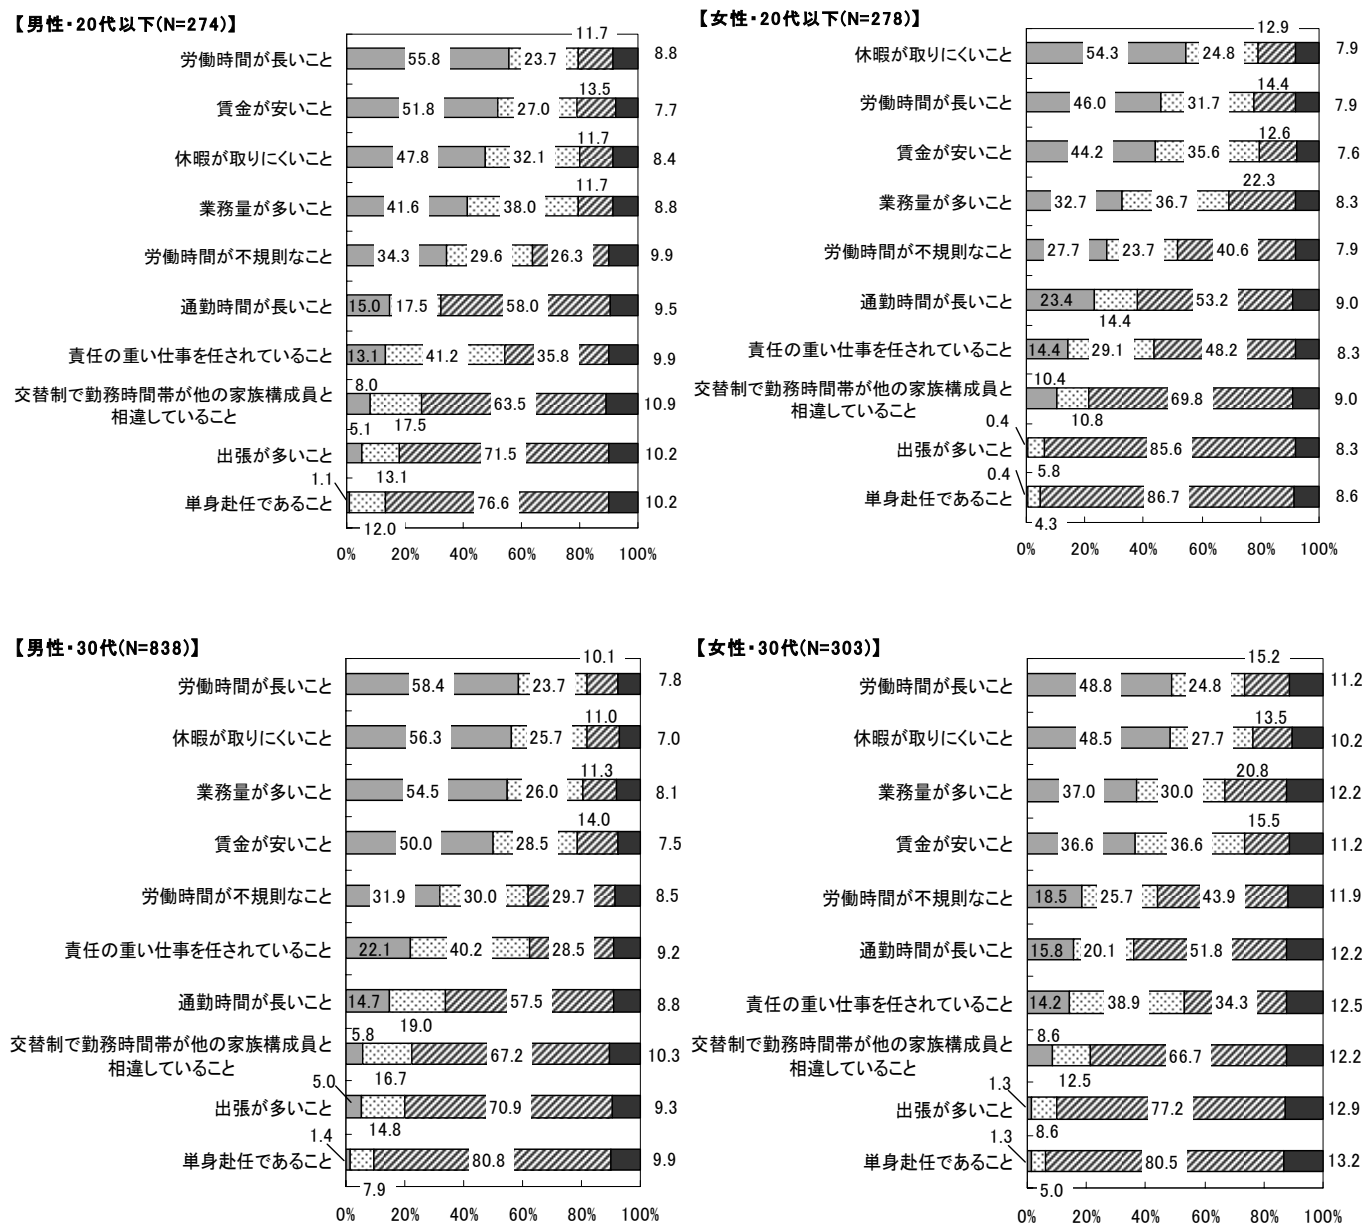 【男性・20代以下(N=274)】
11.7
労働時間が長いこと 55.8 23.7 8.8
13.5
賃金が安いこと 51.8 27.0 7.7
11.7
休暇が取りにくいこと 47.8 32.1 8.4
11.7
業務量が多いこと 41.6 38.0 8.8
労働時間が不規則なこと 34.3 29.6 26.3 9.9
通勤時間が長いこと 15.0 17.5 58.0 9.5
責任の重い仕事を任されていること 13.1 41.2 35.8 9.9
8.0
交替制で勤務時間帯が他の家族構成員と
相違していること 63.5 10.9
17.5
5.1
出張が多いこと 71.5 10.2
13.1
1.1
単身赴任であること 76.6 10.2
12.0
0% 20% 40% 60% 80% 100%
【女性・20代以下(N=278)】
12.9
休暇が取りにくいこと 54.3 24.8 7.9
14.4
労働時間が長いこと 46.0 31.7 7.9
12.6
賃金が安いこと 44.2 35.6 7.6
22.3
業務量が多いこと 32.7 36.7 8.3
労働時間が不規則なこと 27.7 23.7 40.6 7.9
通勤時間が長いこと 23.4 53.2 9.0
14.4
責任の重い仕事を任されていること 14.4 29.1 48.2 8.3
10.4
交替制で勤務時間帯が他の家族構成員と
相違していること 69.8 9.0
10.8
0.4
出張が多いこと 85.6 8.3
5.8
0.4
単身赴任であること 86.7 8.6
4.3
0% 20% 40% 60% 80% 100%
【男性・30代(N=838)】
10.1
労働時間が長いこと 58.4 23.7 7.8
11.0
休暇が取りにくいこと 56.3 25.7 7.0
11.3
業務量が多いこと 54.5 26.0 8.1
14.0
賃金が安いこと 50.0 28.5 7.5
労働時間が不規則なこと 31.9 30.0 29.7 8.5
責任の重い仕事を任されていること 22.1 40.2 28.5 9.2
通勤時間が長いこと 14.7 57.5 8.8
19.0
5.8
交替制で勤務時間帯が他の家族構成員と
相違していること 67.2 10.3
16.7
5.0
出張が多いこと 70.9 9.3
14.8
1.4
単身赴任であること 80.8 9.9
7.9
0% 20% 40% 60% 80% 100%
【女性・30代(N=303)】
15.2
労働時間が長いこと 48.8 24.8 11.2
13.5
休暇が取りにくいこと 48.5 27.7 10.2
20.8
業務量が多いこと 37.0 30.0 12.2
15.5
賃金が安いこと 36.6 36.6 11.2
労働時間が不規則なこと 18.5 25.7 43.9 11.9
通勤時間が長いこと 15.8 20.1 51.8 12.2
責任の重い仕事を任されていること 14.2 38.9 34.3 12.5
8.6
交替制で勤務時間帯が他の家族構成員と
相違していること 66.7 12.2
12.5
1.3
出張が多いこと 77.2 12.9
8.6
1.3
単身赴任であること 80.5 13.2
5.0
0% 20% 40% 60% 80% 100%